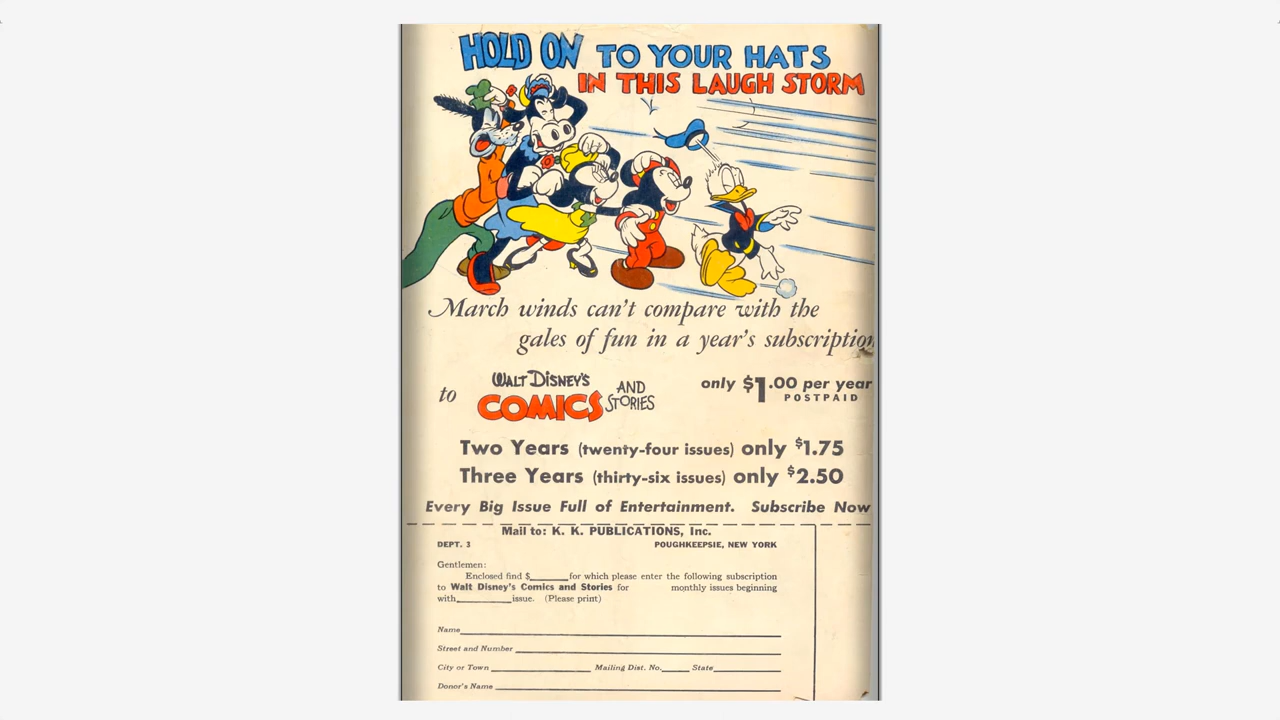 HOLD ON TO YOUR HATS
IN THIS LAUGH STORM
March winds can't compare with the
gales of fun in a year's subscription
to WALT DISNEY'S COMICS AND STORIES only $1.00 per year
POSTPAID
Two Years (twenty-four issues) only $1.75
Three Years (thirty-six issues) only $2.50
Every Big Issue Full of Entertainment. Subscribe Now
Mail to: K. K. PUBLICATIONS, Inc.
DEPT. 3 POUGHKEEPSIE, NEW YORK
Gentlemen:
Enclosed find $______for which please enter the following subscription
to Walt Disney's Comics and Stories for monthly issues beginning
with________issue. (Please print)
Name
Street and Number
City or Town Mailing Dist. No. State
Donor's Name